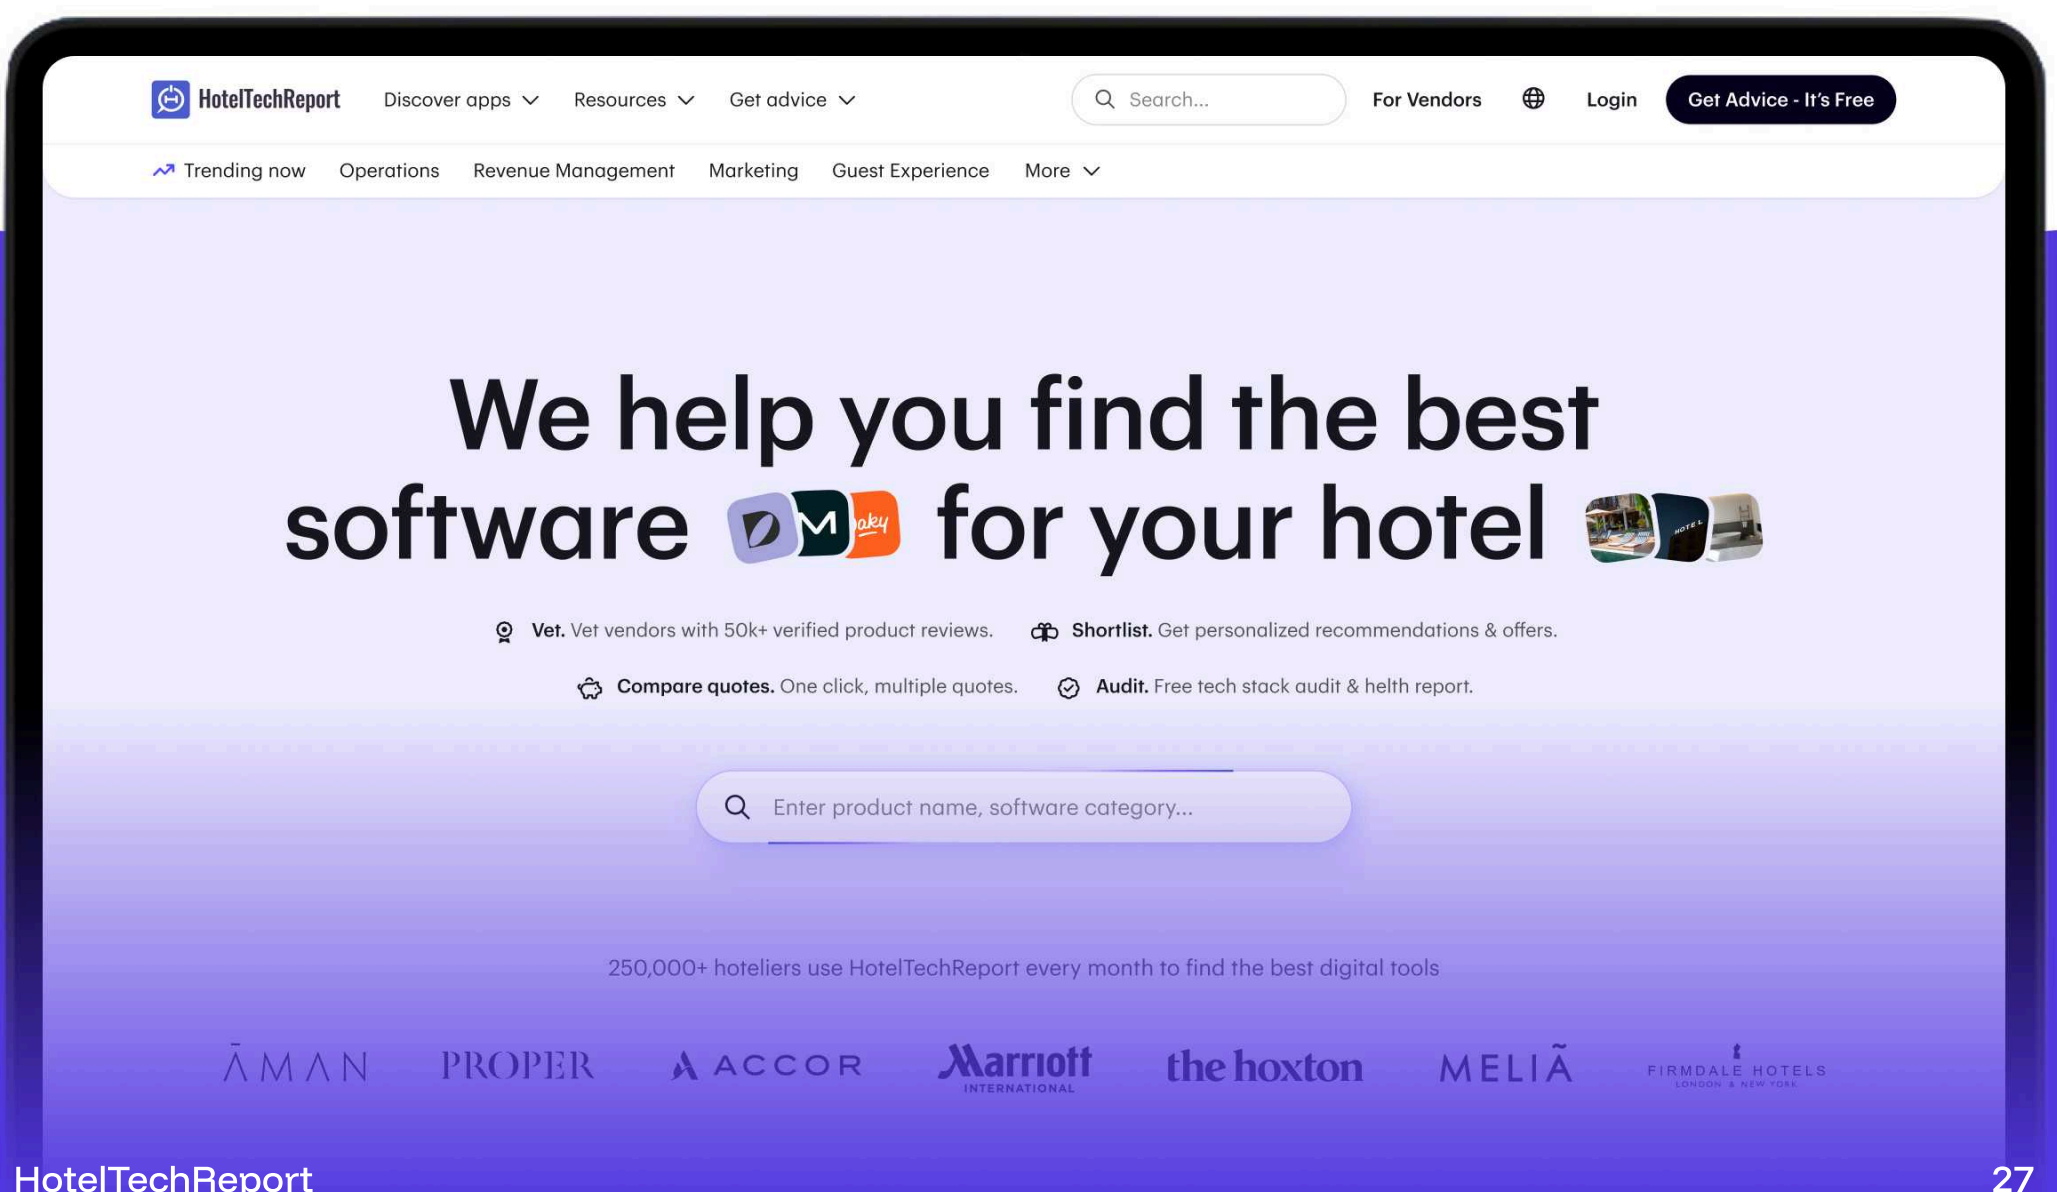 HotelTechReport Discover apps Resources Get advice Search... For Vendors Login Get Advice - It's Free
Trending now Operations Revenue Management Marketing Guest Experience More
We help you find the best
software M aky for your hotel HOTEL
Vet. Vet vendors with 50k+ verified product reviews. Shortlist. Get personalized recommendations & offers.
Compare quotes. One click, multiple quotes. Audit. Free tech stack audit & helth report.
Enter product name, software category...
250,000+ hoteliers use HotelTechReport every month to find the best digital tools
ĀMAN PROPER ACCOR Marriott INTERNATIONAL the hoxton MELIÃ FIRMDALE HOTELS
LONDON & NEW YORK
HotelTechReport 27